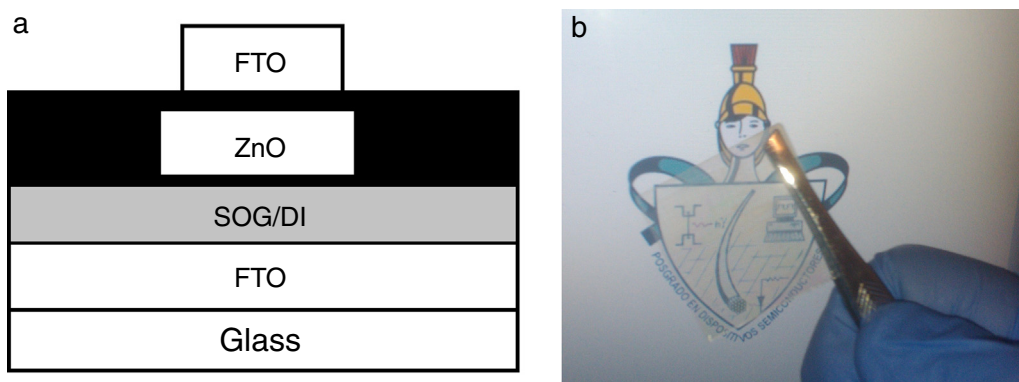 a
FTO
ZnO
SOG/DI
FTO
Glass
b
POSGRADO EN DISPOSITIVOS SEMICONDUCTORES